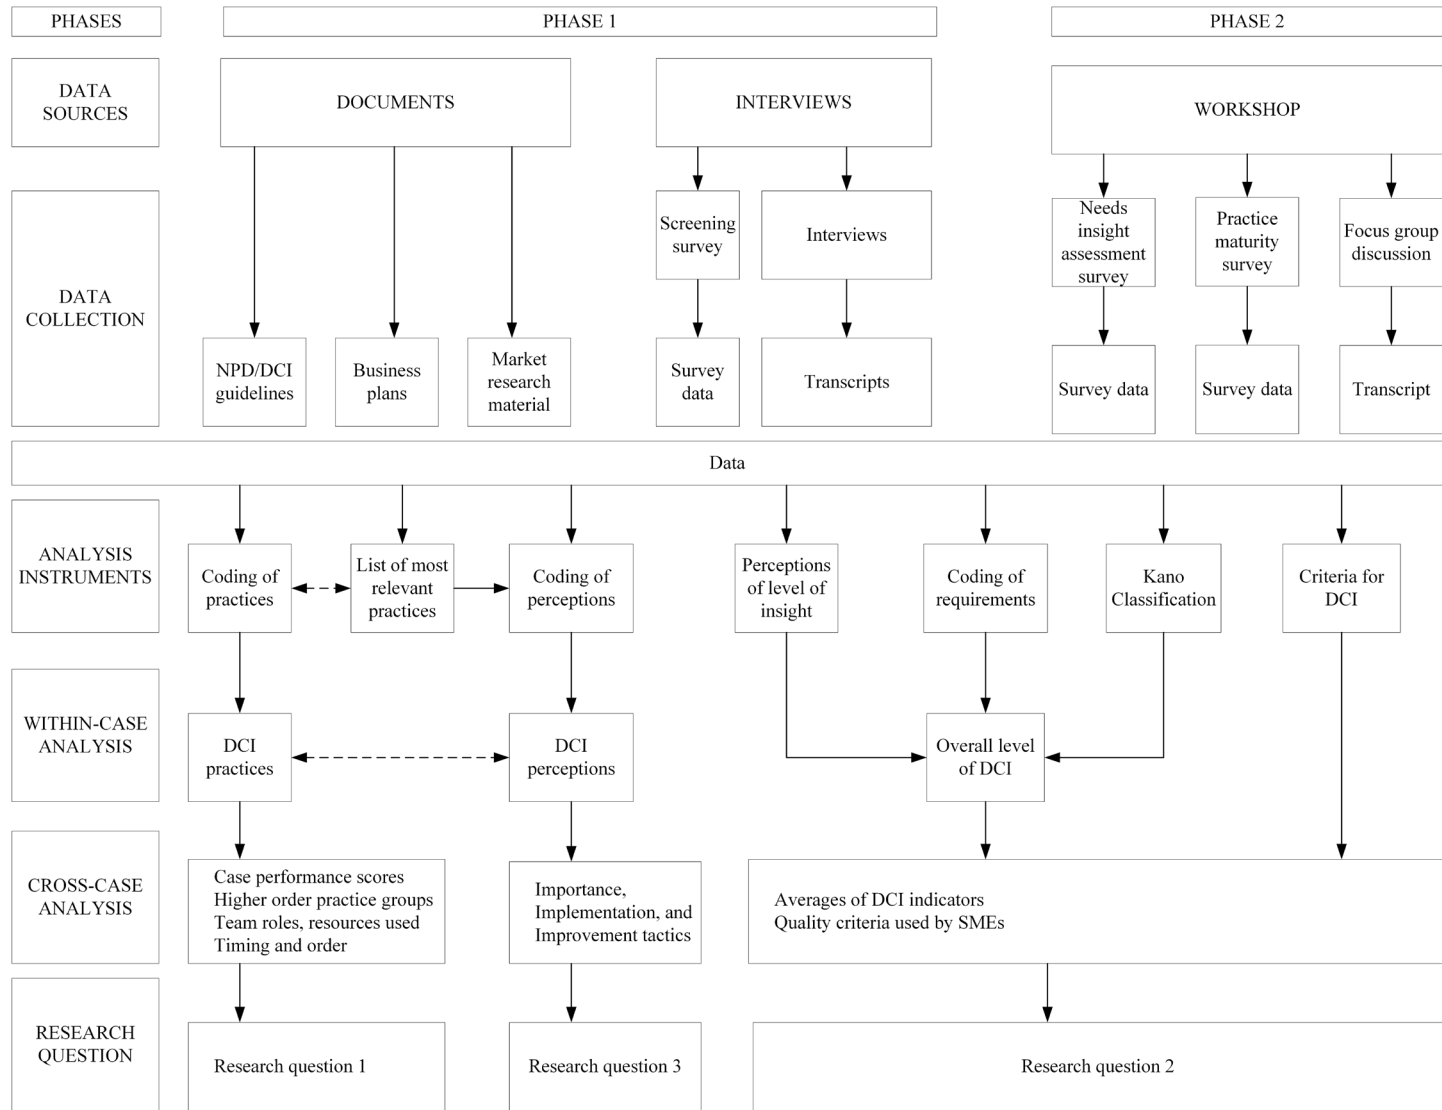 PHASES
PHASE 1
PHASE 2
DATA
SOURCES
DOCUMENTS
INTERVIEWS
WORKSHOP
DATA
COLLECTION
Screening
survey
Interviews
Needs
insight
assessment
survey
Practice
maturity
survey
Focus group
discussion
NPD/DCI
guidelines
Business
plans
Market
research
material
Survey
data
Transcripts
Survey data
Survey data
Transcript
Data
ANALYSIS
INSTRUMENTS
Coding of
practices
List of most
relevant
practices
Coding of
perceptions
Perceptions
of level of
insight
Coding of
requirements
Kano
Classification
Criteria for
DCI
WITHIN-CASE
ANALYSIS
DCI
practices
DCI
perceptions
Overall level
of DCI
CROSS-CASE
ANALYSIS
Case performance scores
Higher order practice groups
Team roles, resources used
Timing and order
Importance,
Implementation, and
Improvement tactics
Averages of DCI indicators
Quality criteria used by SMEs
RESEARCH
QUESTION
Research question 1
Research question 3
Research question 2